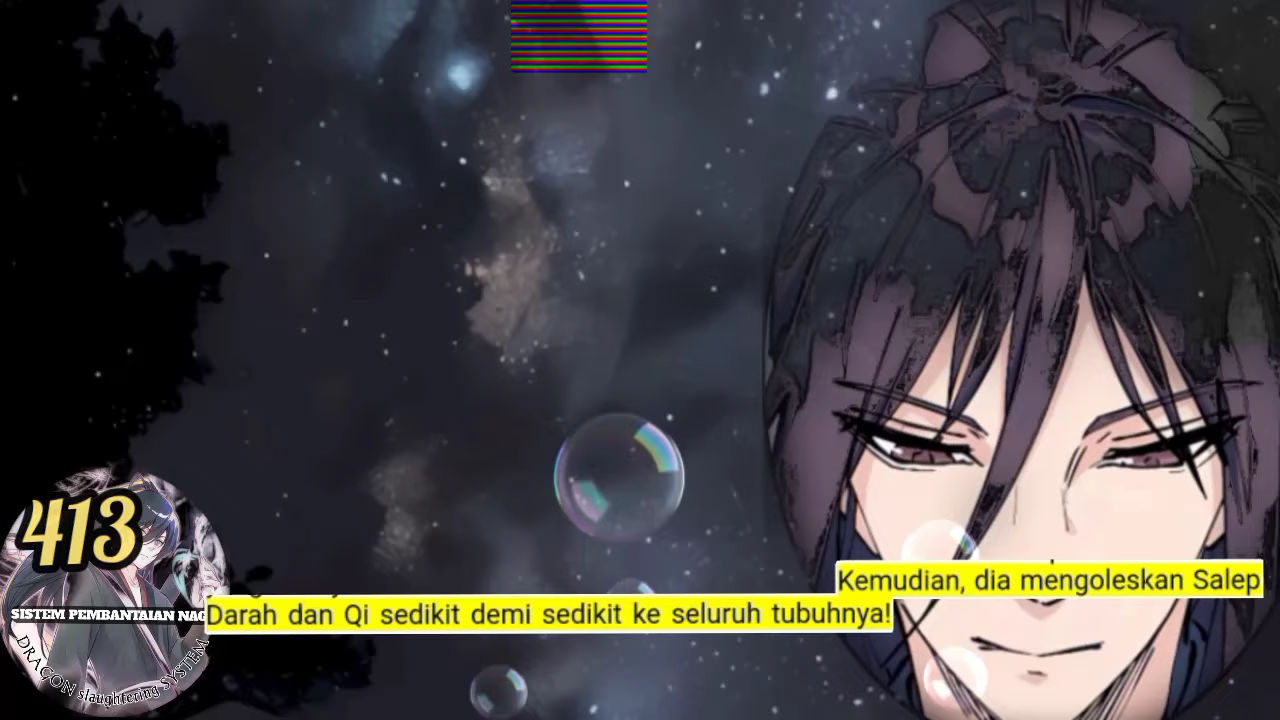 413
SISTEM PEMBANTAIAN NAG
DRAGON slaughtering SYSTEM
Kemudian, dia mengoleskan Salep
Darah dan Qi sedikit demi sedikit ke seluruh tubuhnya!